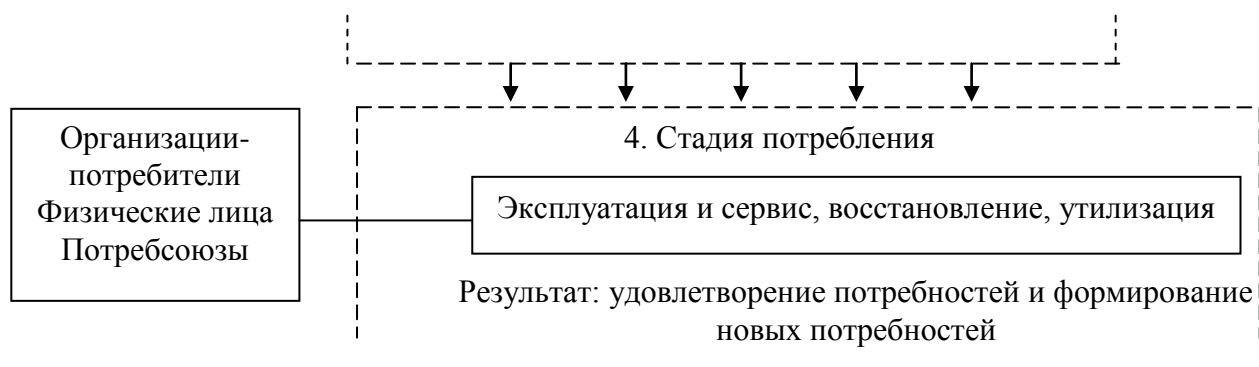 Организации-
потребители
Физические лица
Потребсоюзы
4. Стадия потребления
Эксплуатация и сервис, восстановление, утилизация
Результат: удовлетворение потребностей и формирование
новых потребностей